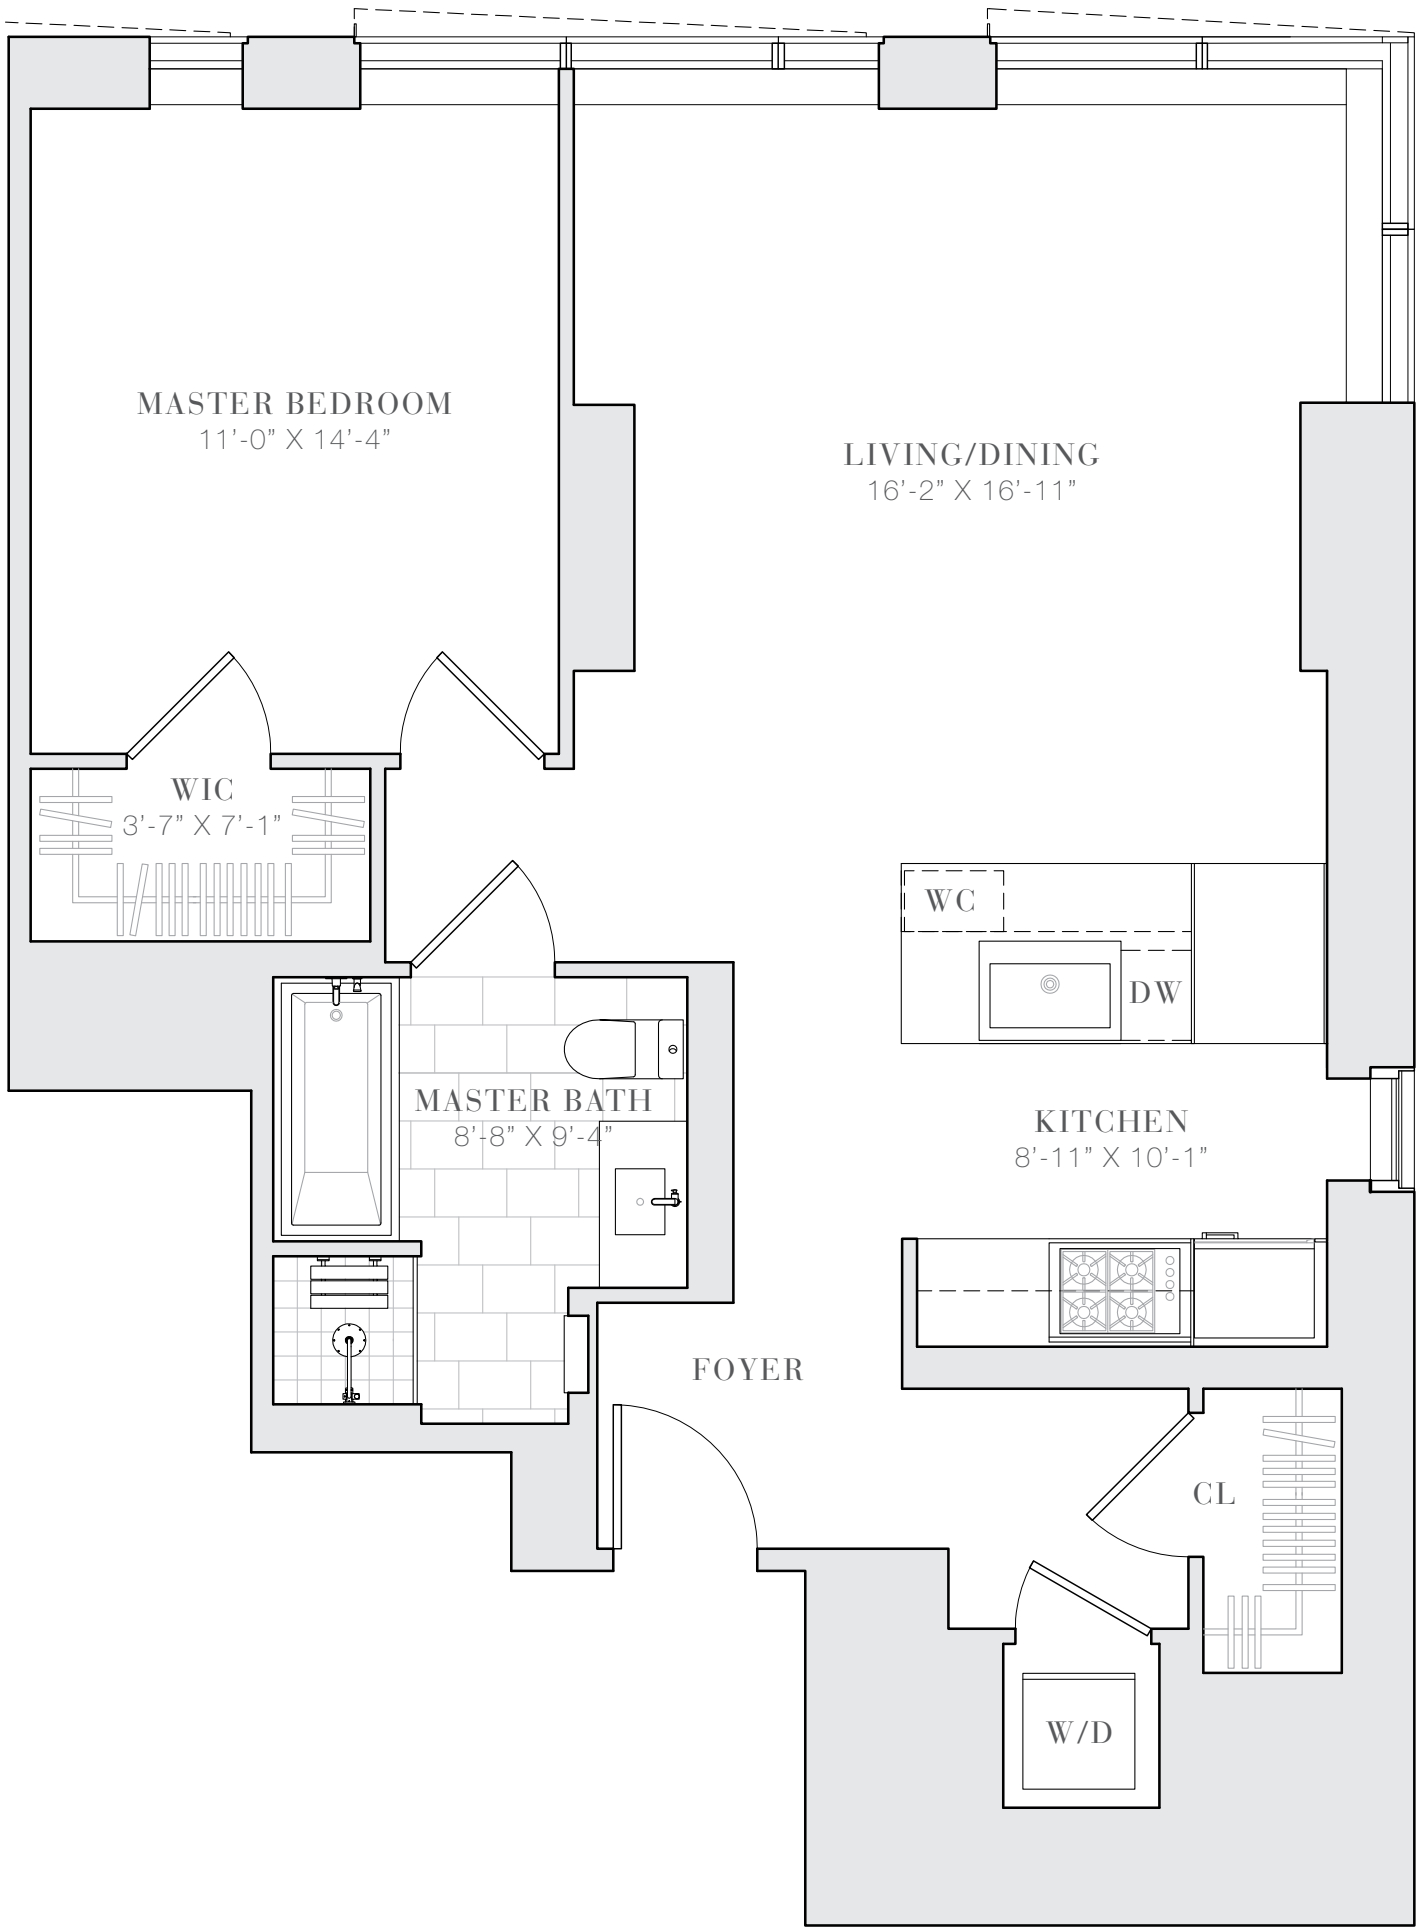 MASTER BEDROOM
11’-0” X 14’-4”
LIVING/DINING
16’-2” X 16’-11”
WIC
3’-7” X 7’-1”
WC
DW
MASTER BATH
8’-8” X 9’-4”
KITCHEN
8’-11” X 10’-1”
FOYER
CL
W/D